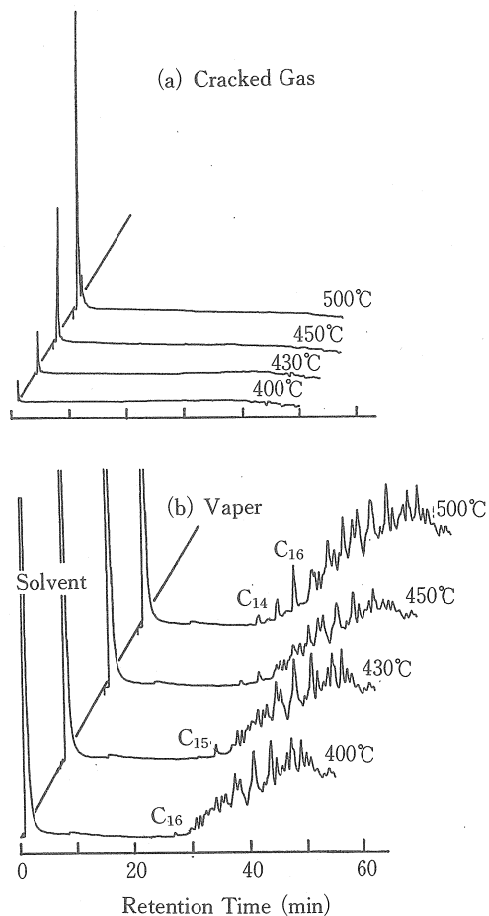 (a) Cracked Gas
500℃
450℃
430℃
400℃
(b) Vaper
500℃
C16
Solvent
C14
450℃
430℃
C15
400℃
C16
0 20 40 60
Retention Time (min)